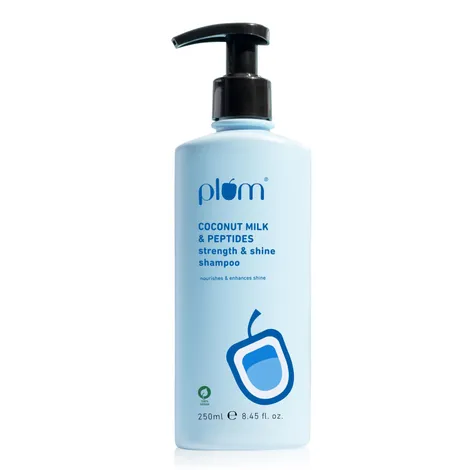 plum®
COCONUT MILK
& PEPTIDES
strength & shine
shampoo
nourishes & enhances shine
250ml ℮ 8.45 fl. oz.